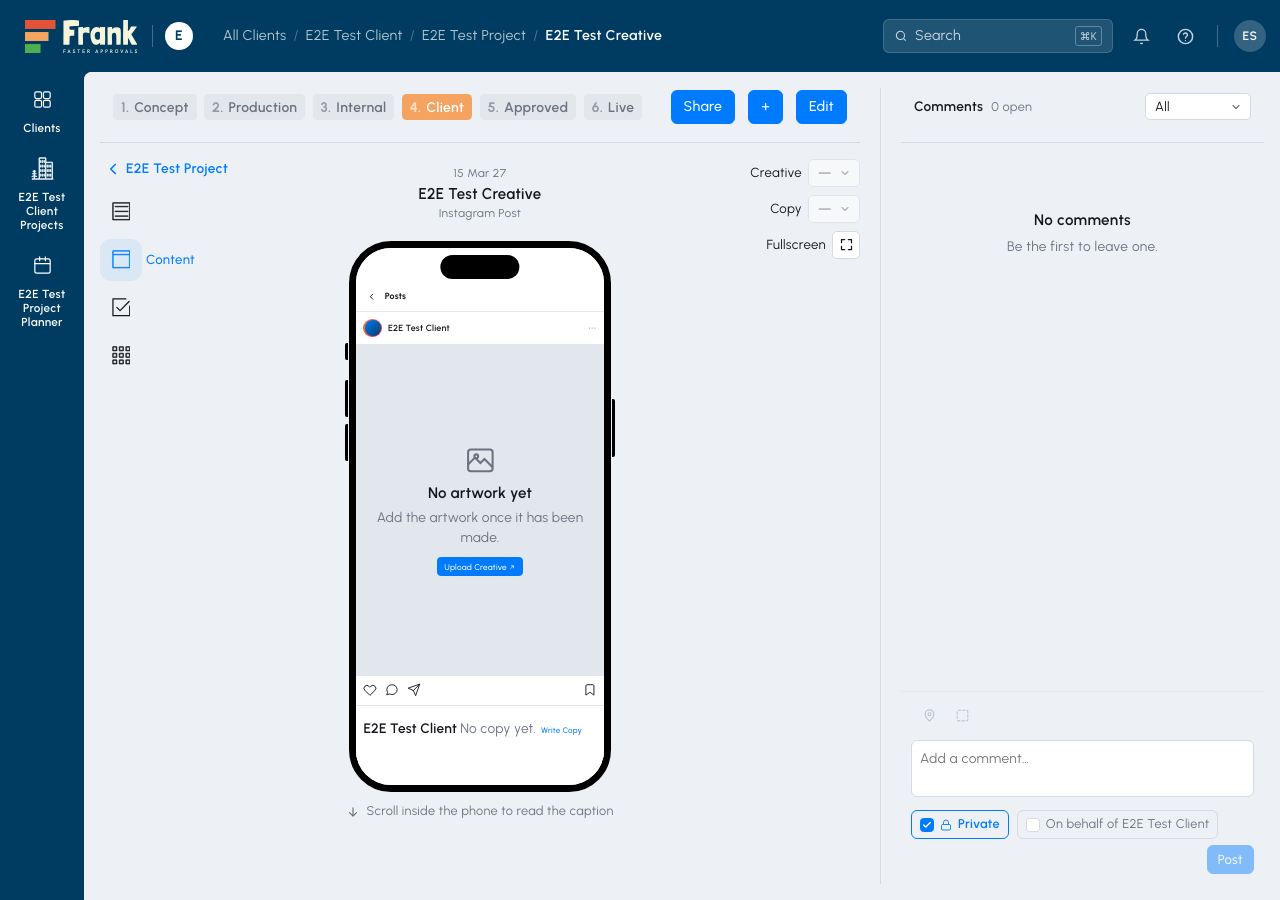 Frank
FASTER APPROVALS
E
All Clients / E2E Test Client / E2E Test Project / E2E Test Creative
Search
⌘K
ES
Clients
E2E Test
Client
Projects
E2E Test
Project
Planner
1. Concept
2. Production
3. Internal
4. Client
5. Approved
6. Live
Share
+
Edit
E2E Test Project
Content
15 Mar 27
E2E Test Creative
Instagram Post
Creative —
Copy —
Fullscreen
Posts
E2E Test Client
...
No artwork yet
Add the artwork once it has been
made.
Upload Creative ↗
E2E Test Client No copy yet. Write Copy
↓ Scroll inside the phone to read the caption
Comments 0 open
All
No comments
Be the first to leave one.
Add a comment...
Private
On behalf of E2E Test Client
Post